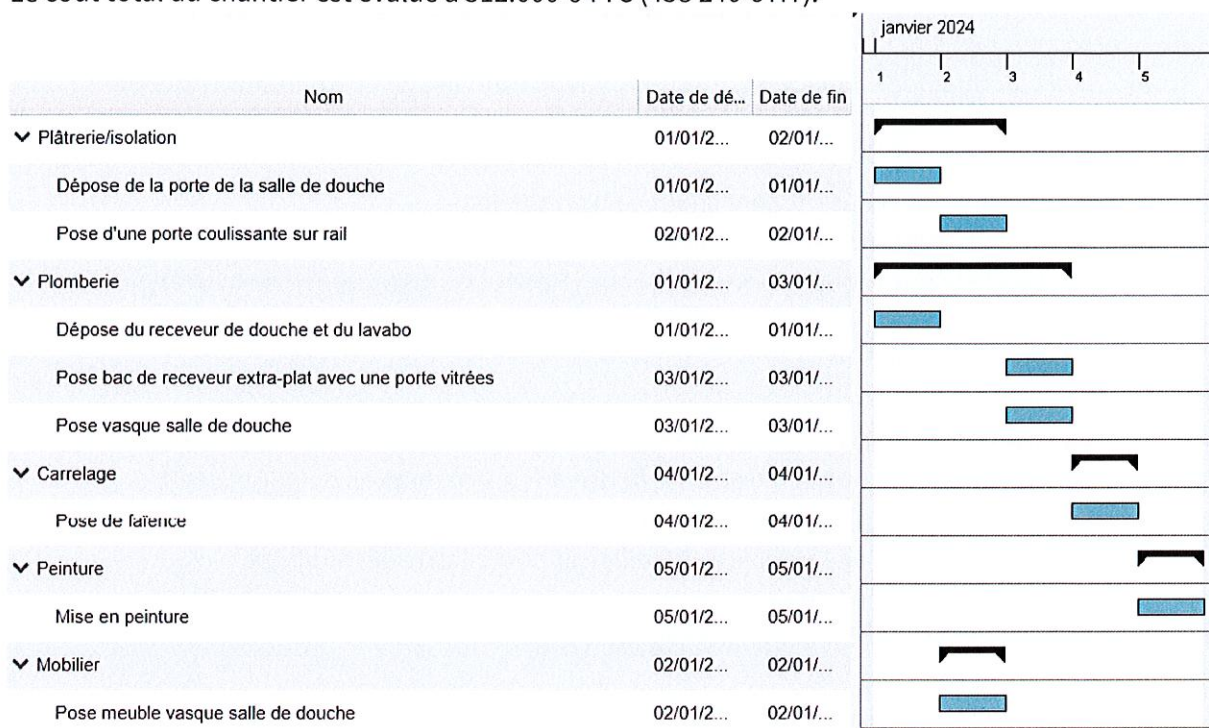 janvier 2024
1 2 3 4 5
Nom Date de dé... Date de fin
Plâtrerie/isolation 01/01/2... 02/01/...
Dépose de la porte de la salle de douche 01/01/2... 01/01/...
Pose d'une porte coulissante sur rail 02/01/2... 02/01/...
Plomberie 01/01/2... 03/01/...
Dépose du receveur de douche et du lavabo 01/01/2... 01/01/...
Pose bac de receveur extra-plat avec une porte vitrées 03/01/2... 03/01/...
Pose vasque salle de douche 03/01/2... 03/01/...
Carrelage 04/01/2... 04/01/...
Pose de faïence 04/01/2... 04/01/...
Peinture 05/01/2... 05/01/...
Mise en peinture 05/01/2... 05/01/...
Mobilier 02/01/2... 02/01/...
Pose meuble vasque salle de douche 02/01/2... 02/01/...